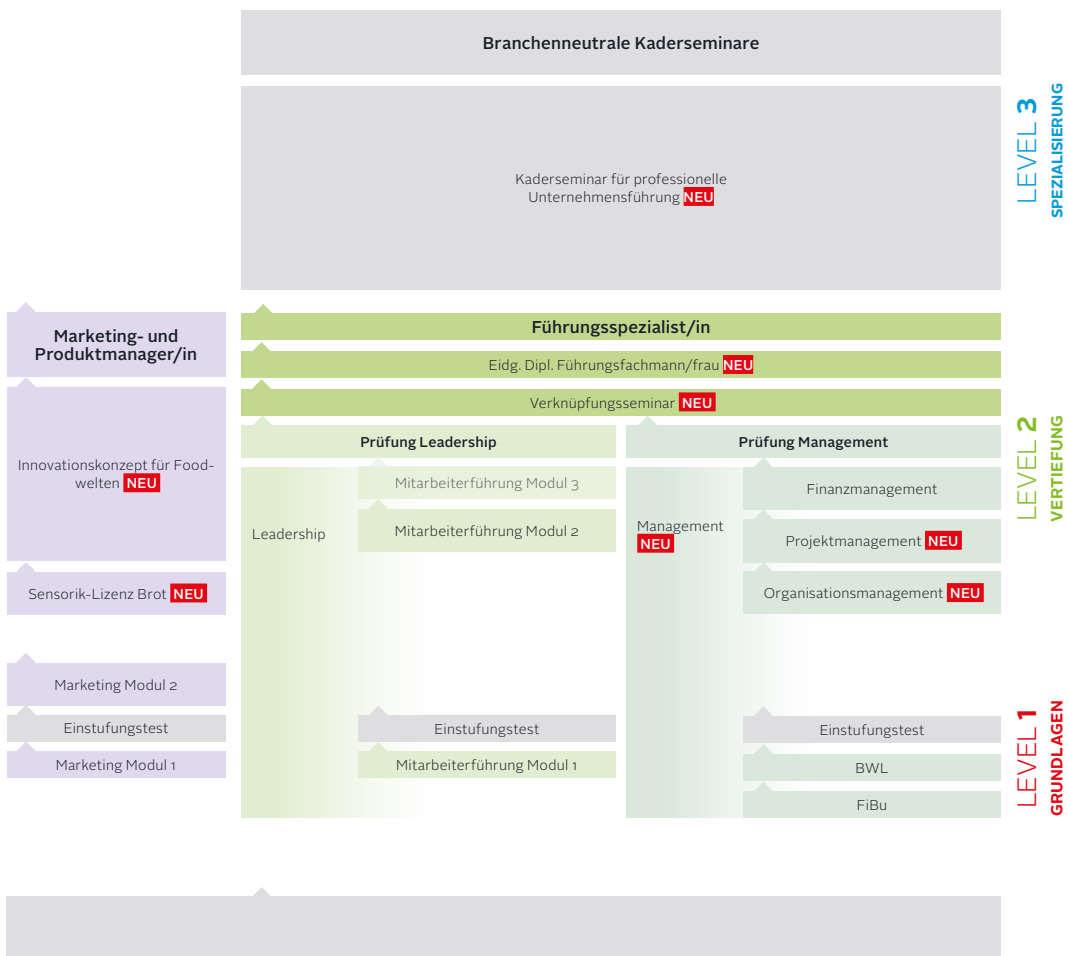 Branchenneutrale Kaderseminare
Kaderseminar für professionelle
Unternehmensführung NEU
LEVEL 3
SPEZIALISIERUNG
Marketing- und
Produktmanager/in
Innovationskonzept für Food-
welten NEU
Sensorik-Lizenz Brot NEU
Marketing Modul 2
Einstufungstest
Marketing Modul 1
Führungsspezialist/in
Eidg. Dipl. Führungsfachmann/frau NEU
Verknüpfungsseminar NEU
Prüfung Leadership
Leadership
Mitarbeiterführung Modul 3
Mitarbeiterführung Modul 2
Einstufungstest
Mitarbeiterführung Modul 1
Prüfung Management
Management
NEU
Finanzmanagement
Projektmanagement NEU
Organisationsmanagement NEU
Einstufungstest
BWL
FiBu
LEVEL 2
VERTIEFUNG
LEVEL 1
GRUNDLAGEN